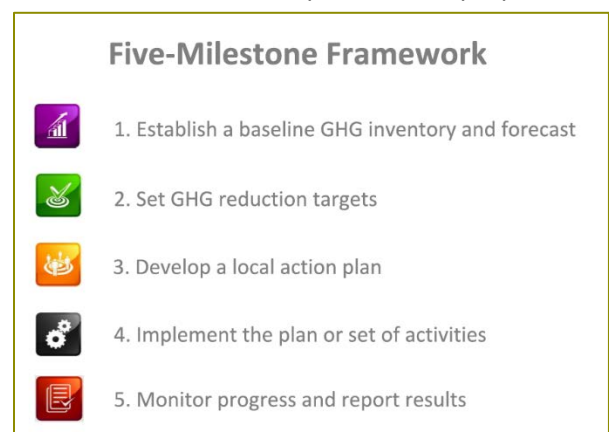 Five-Milestone Framework
1. Establish a baseline GHG inventory and forecast
2. Set GHG reduction targets
3. Develop a local action plan
4. Implement the plan or set of activities
5. Monitor progress and report results